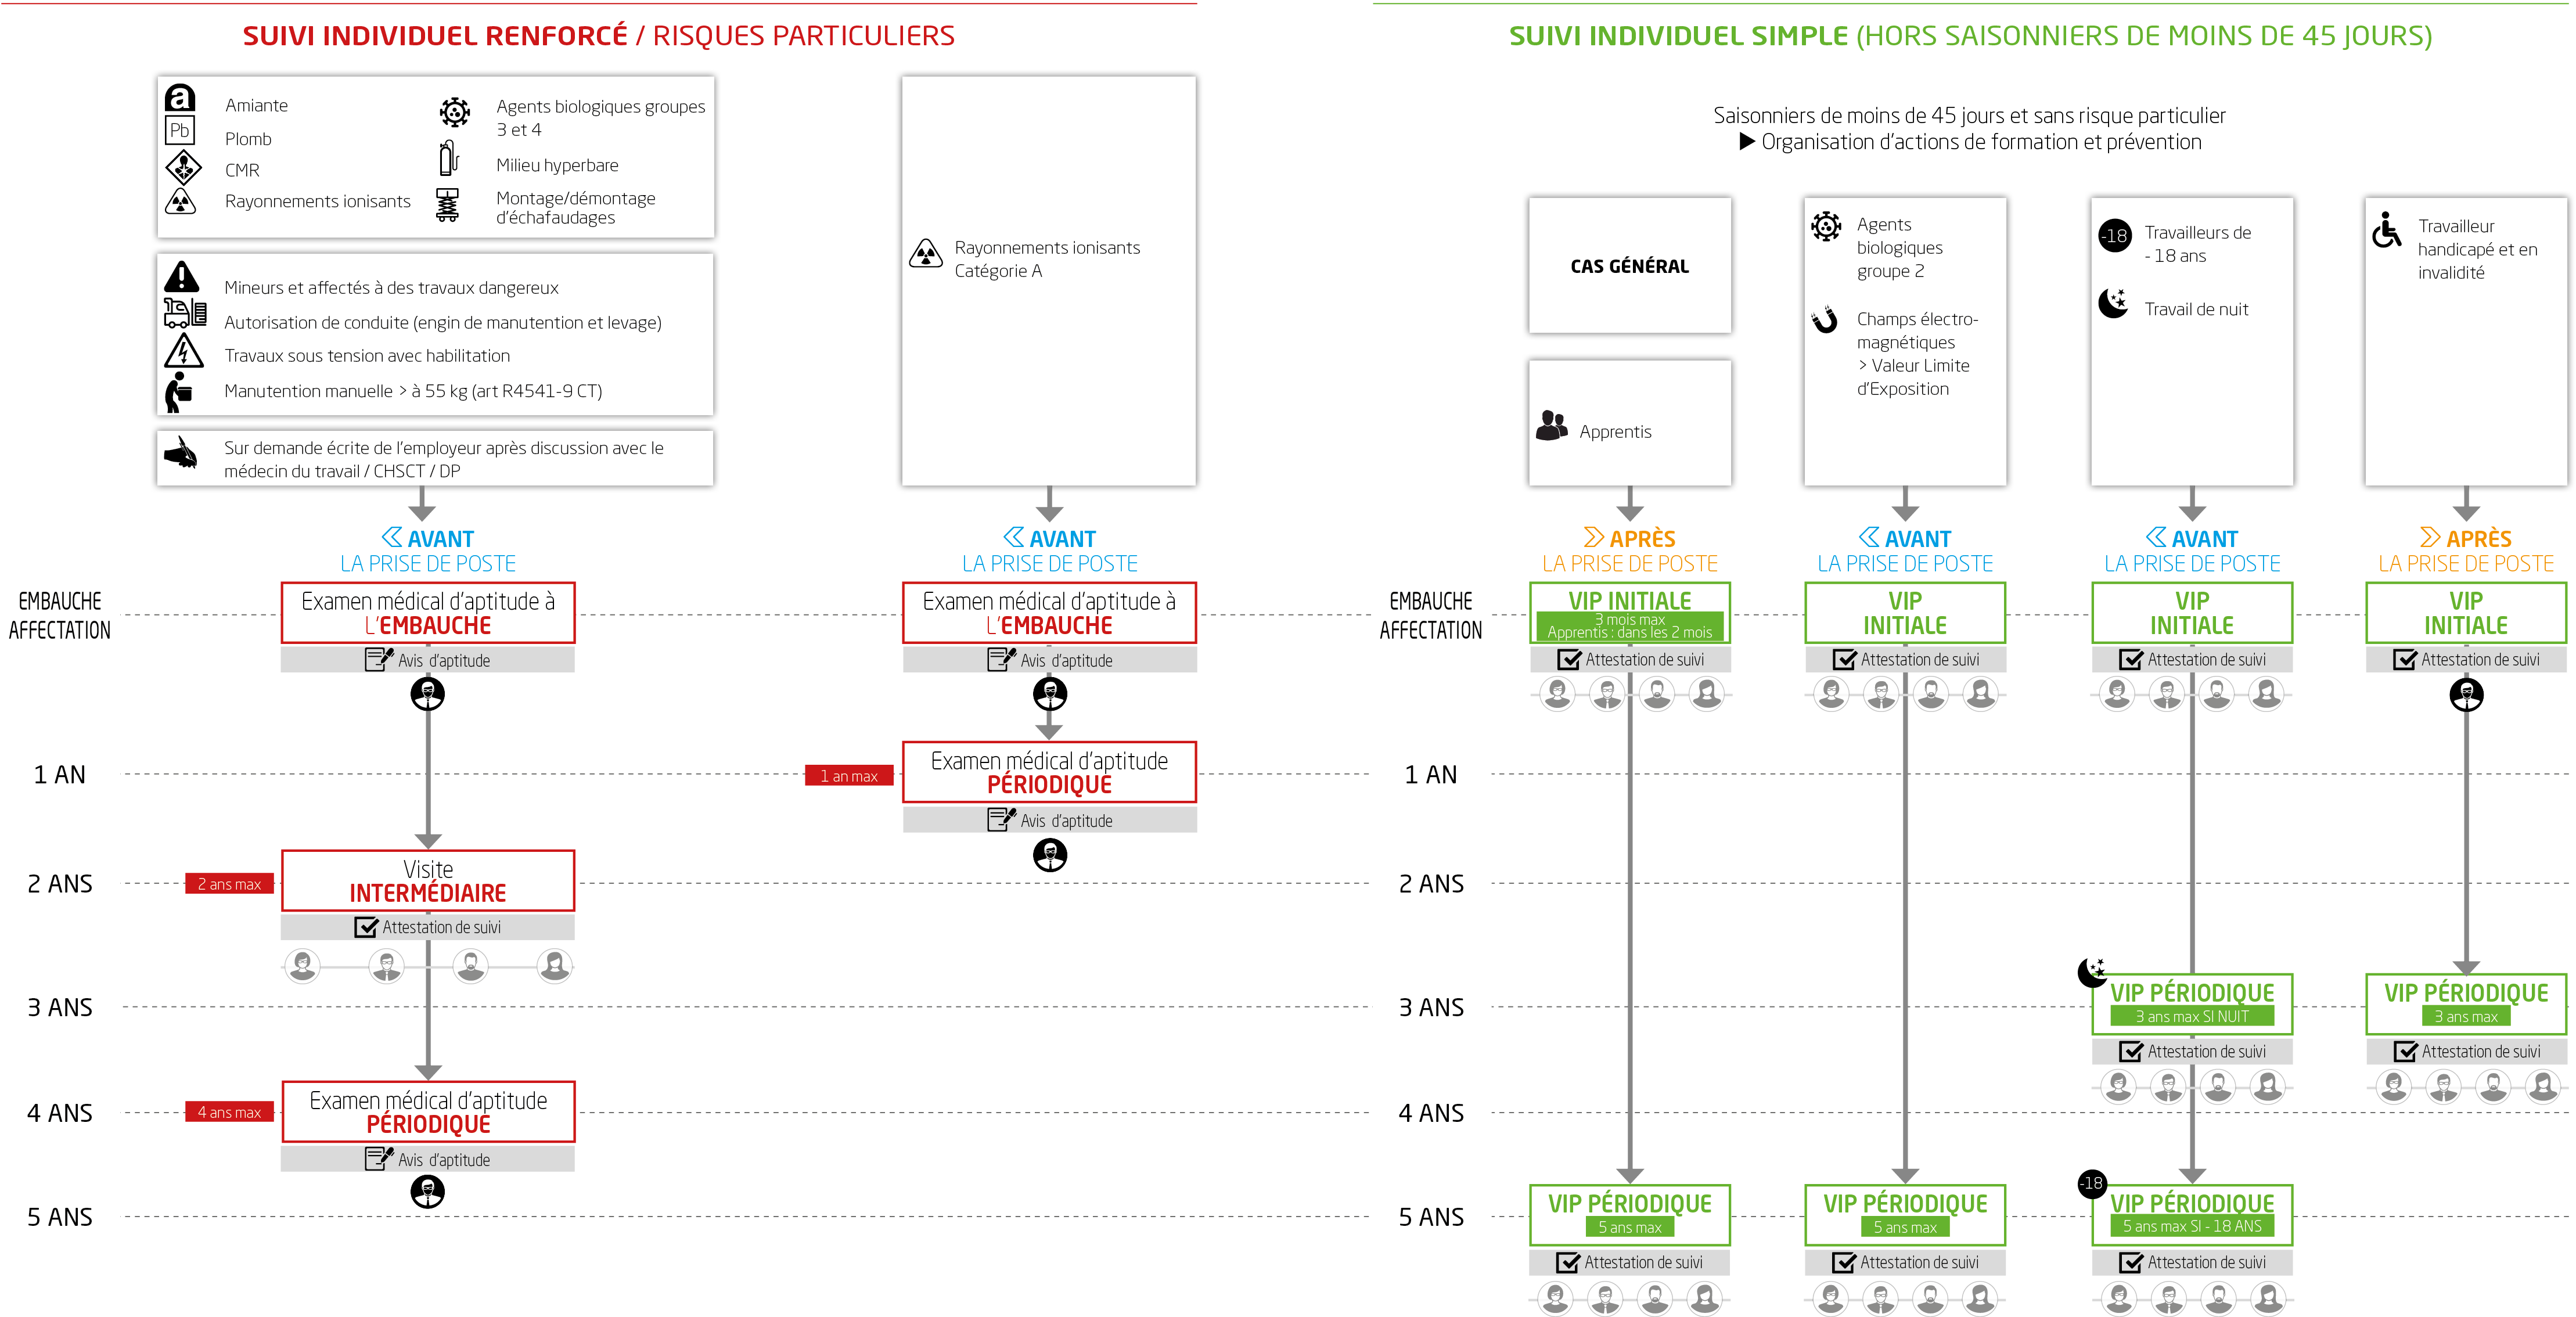 SUIVI INDIVIDUEL RENFORCÉ / RISQUES PARTICULIERS
a
Amiante
Pb
Plomb
CMR
Rayonnements ionisants
Agents biologiques groupes
3 et 4
Milieu hyperbare
Montage/démontage
d'échafaudages
Mineurs et affectés à des travaux dangereux
Autorisation de conduite (engin de manutention et levage)
Travaux sous tension avec habilitation
Manutention manuelle > à 55 kg (art R4541-9 CT)
Sur demande écrite de l'employeur après discussion avec le
médecin du travail / CHSCT / DP
Rayonnements ionisants
Catégorie A
AVANT
LA PRISE DE POSTE
AVANT
LA PRISE DE POSTE
EMBAUCHE
AFFECTATION
Examen médical d'aptitude à
L'EMBAUCHE
Avis d'aptitude
Examen médical d'aptitude à
L'EMBAUCHE
Avis d'aptitude
1 AN
1 an max
Examen médical d'aptitude
PÉRIODIQUE
Avis d'aptitude
2 ANS
2 ans max
Visite
INTERMÉDIAIRE
Attestation de suivi
3 ANS
4 ANS
4 ans max
Examen médical d'aptitude
PÉRIODIQUE
Avis d'aptitude
5 ANS
SUIVI INDIVIDUEL SIMPLE (HORS SAISONNIERS DE MOINS DE 45 JOURS)
Saisonniers de moins de 45 jours et sans risque particulier
▶ Organisation d'actions de formation et prévention
CAS GÉNÉRAL
Apprentis
Agents
biologiques
groupe 2
Champs électro-
magnétiques
> Valeur Limite
d'Exposition
-18
Travailleurs de
- 18 ans
Travail de nuit
Travailleur
handicapé et en
invalidité
APRÈS
LA PRISE DE POSTE
AVANT
LA PRISE DE POSTE
AVANT
LA PRISE DE POSTE
APRÈS
LA PRISE DE POSTE
EMBAUCHE
AFFECTATION
VIP INITIALE
3 mois max
Apprentis : dans les 2 mois
Attestation de suivi
VIP
INITIALE
Attestation de suivi
VIP
INITIALE
Attestation de suivi
VIP
INITIALE
Attestation de suivi
1 AN
2 ANS
3 ANS
VIP PÉRIODIQUE
3 ans max SI NUIT
Attestation de suivi
VIP PÉRIODIQUE
3 ans max
Attestation de suivi
4 ANS
5 ANS
VIP PÉRIODIQUE
5 ans max
Attestation de suivi
VIP PÉRIODIQUE
5 ans max
Attestation de suivi
-18
VIP PÉRIODIQUE
5 ans max SI - 18 ANS
Attestation de suivi